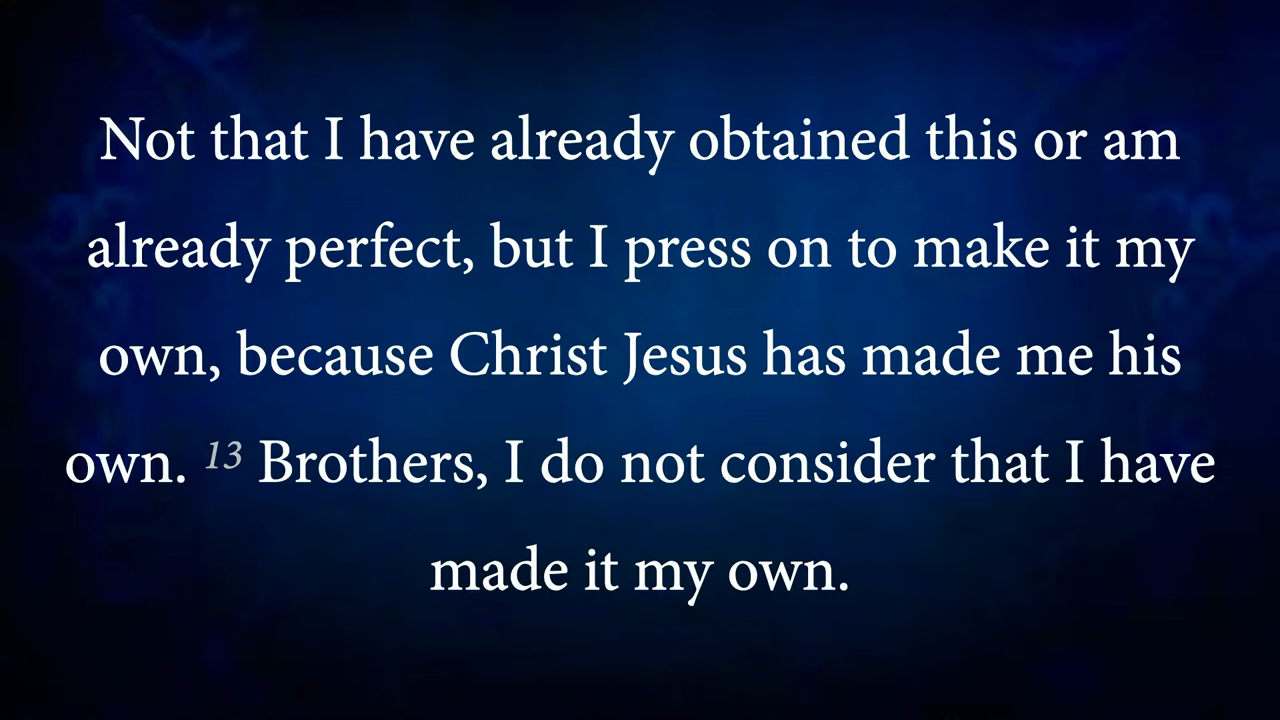 Not that I have already obtained this or am
already perfect, but I press on to make it my
own, because Christ Jesus has made me his
own. 13 Brothers, I do not consider that I have
made it my own.